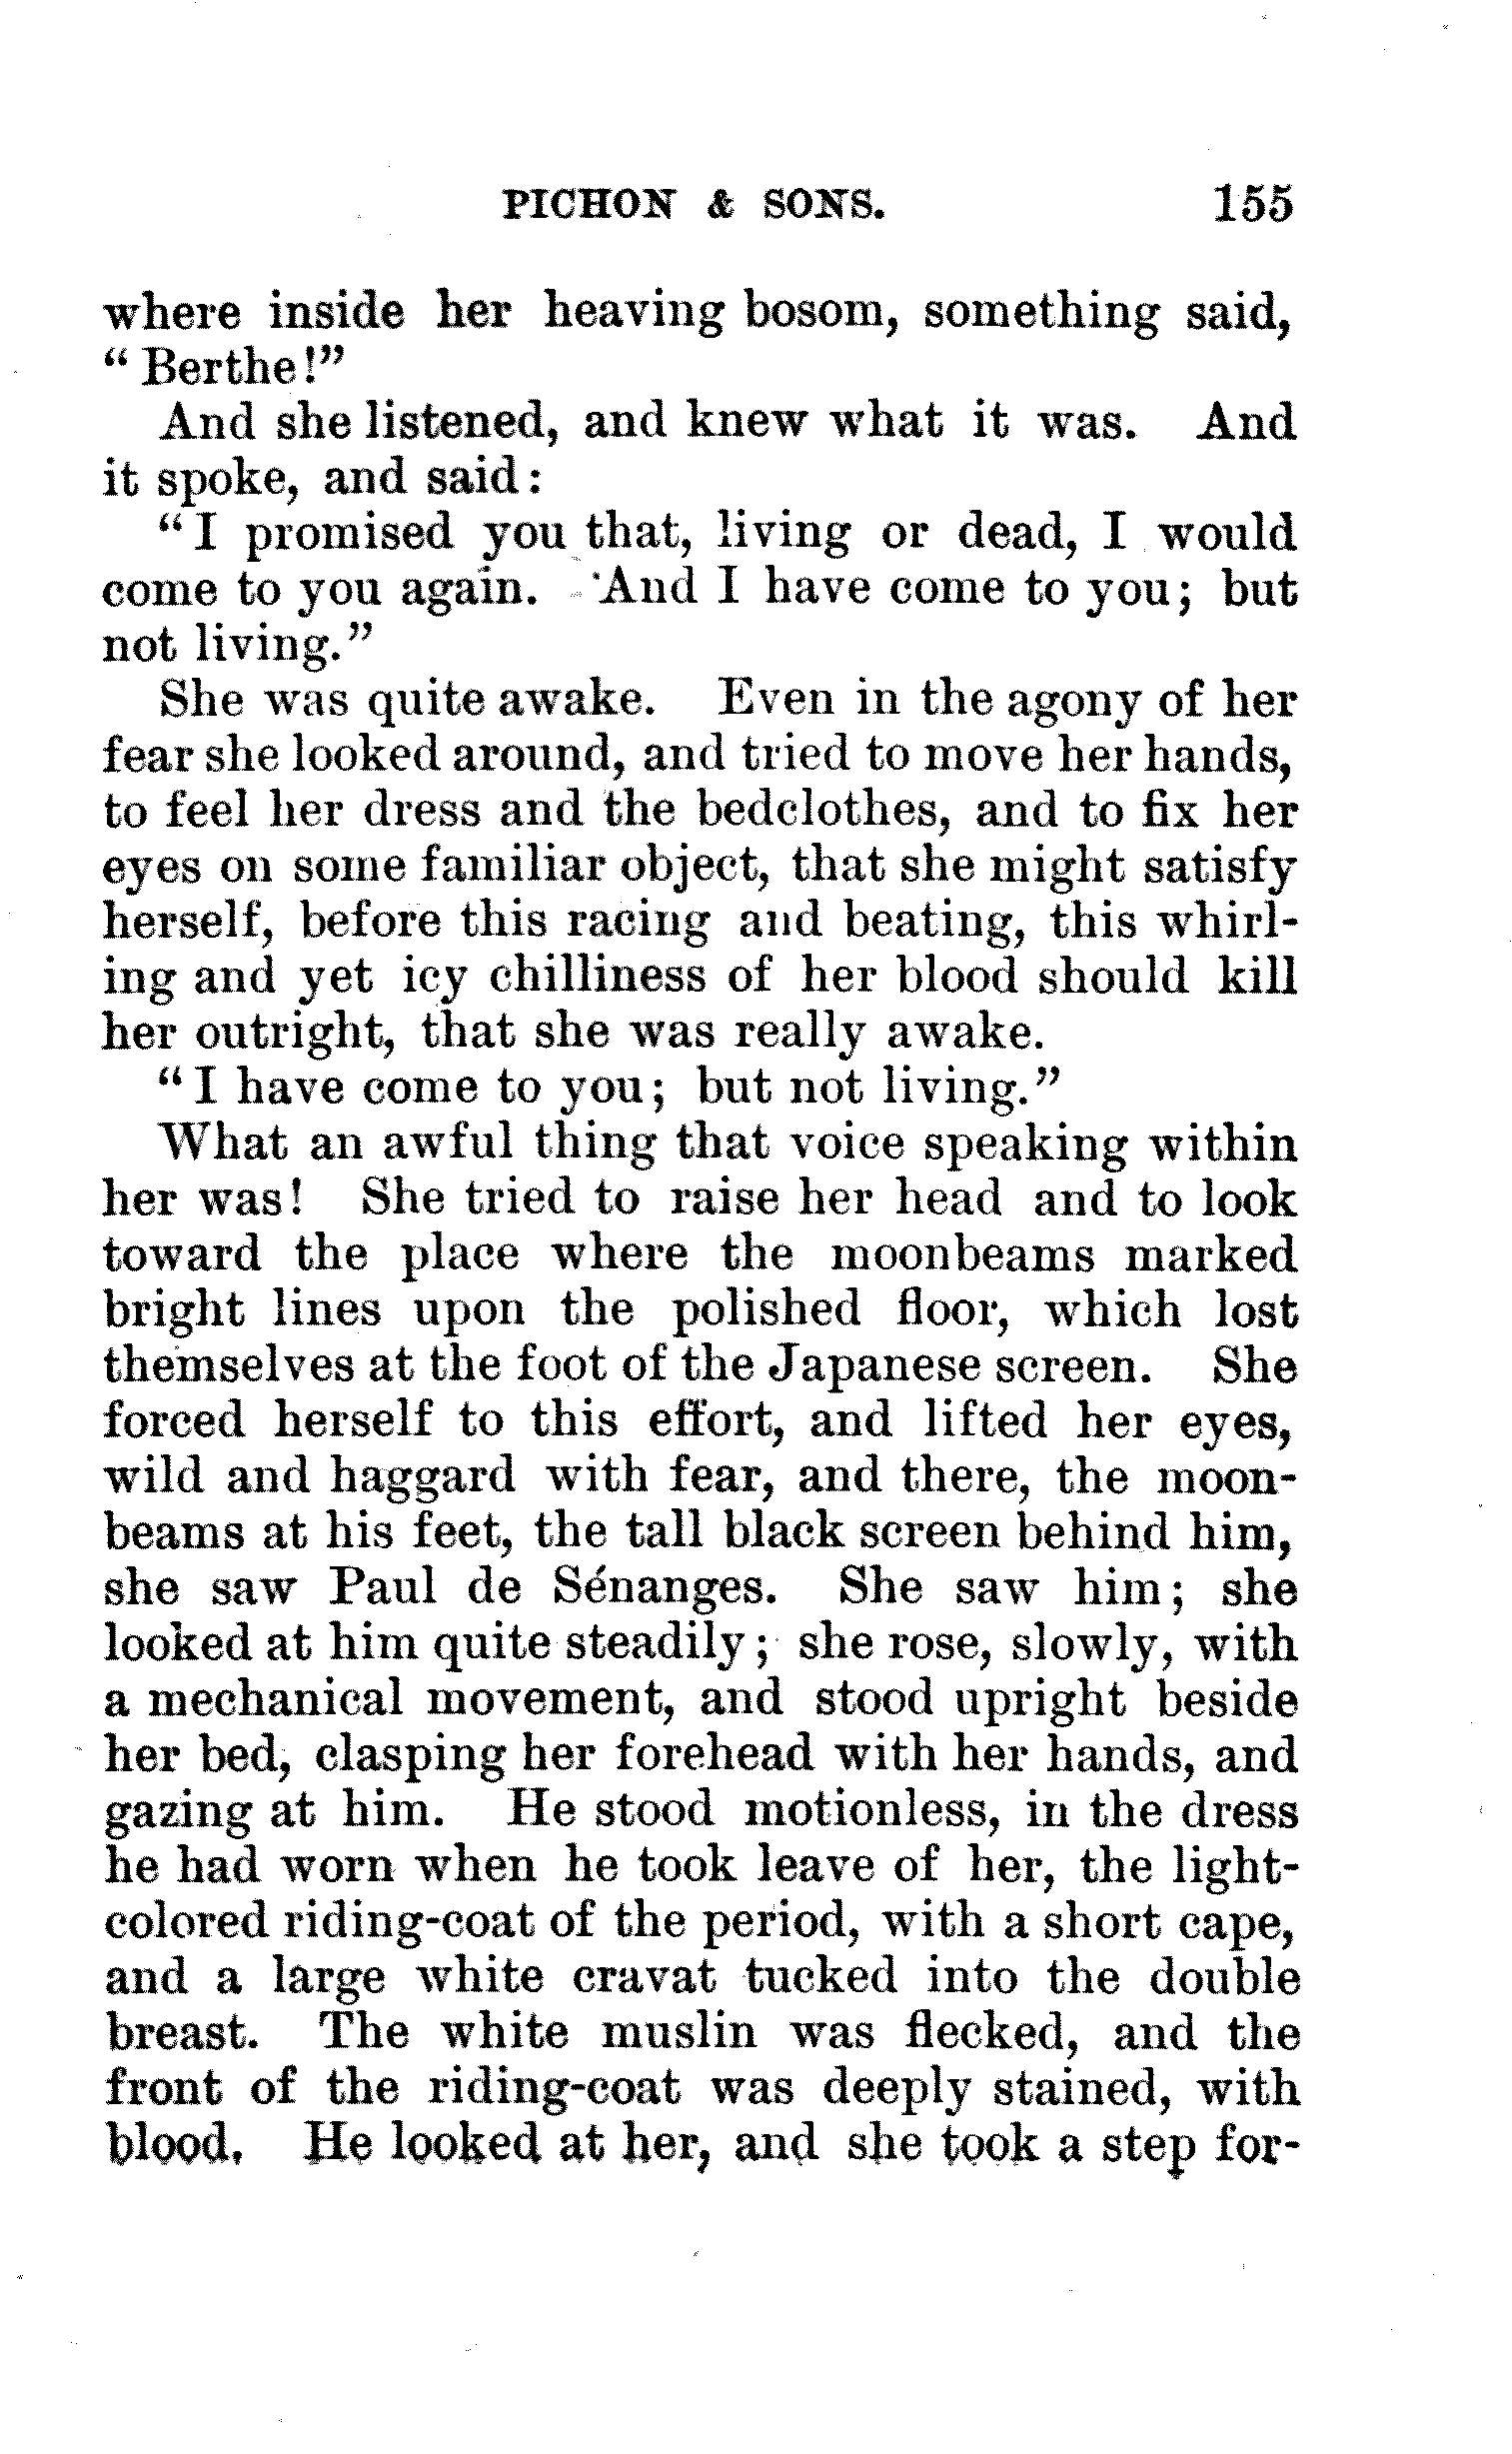 PICHON & SONS. 155
where inside her heaving bosom, something said,
“Berthe!”
And she listened, and knew what it was. And
it spoke, and said:
“I promised you that, living or dead, I would
come to you again. And I have come to you; but
not living.”
She was quite awake. Even in the agony of her
fear she looked around, and tried to move her hands,
to feel her dress and the bedclothes, and to fix her
eyes on some familiar object, that she might satisfy
herself, before this racing and beating, this whirl-
ing and yet icy chilliness of her blood should kill
her outright, that she was really awake.
“I have come to you; but not living.”
What an awful thing that voice speaking within
her was! She tried to raise her head and to look
toward the place where the moonbeams marked
bright lines upon the polished floor, which lost
themselves at the foot of the Japanese screen. She
forced herself to this effort, and lifted her eyes,
wild and haggard with fear, and there, the moon-
beams at his feet, the tall black screen behind him,
she saw Paul de Sénanges. She saw him; she
looked at him quite steadily; she rose, slowly, with
a mechanical movement, and stood upright beside
her bed, clasping her forehead with her hands, and
gazing at him. He stood motionless, in the dress
he had worn when he took leave of her, the light-
colored riding-coat of the period, with a short cape,
and a large white cravat tucked into the double
breast. The white muslin was flecked, and the
front of the riding-coat was deeply stained, with
blood. He looked at her, and she took a step for-